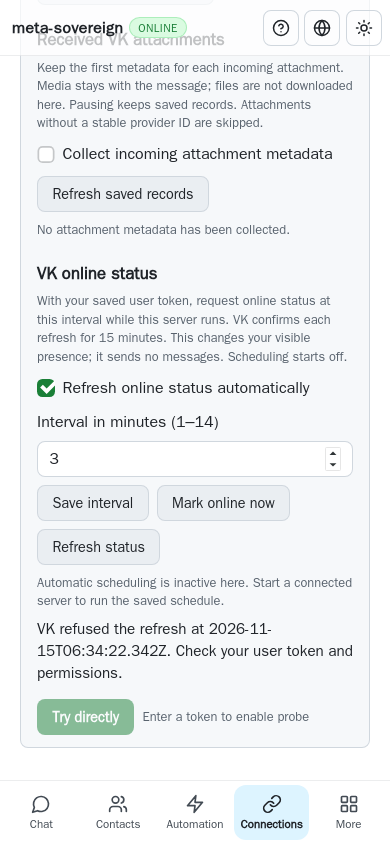 meta-sovereign ONLINE
Received VK attachments
Keep the first metadata for each incoming attachment.
Media stays with the message; files are not downloaded
here. Pausing keeps saved records. Attachments
without a stable provider ID are skipped.
Collect incoming attachment metadata
Refresh saved records
No attachment metadata has been collected.
VK online status
With your saved user token, request online status at
this interval while this server runs. VK confirms each
refresh for 15 minutes. This changes your visible
presence; it sends no messages. Scheduling starts off.
Refresh online status automatically
Interval in minutes (1–14)
3
Save interval Mark online now
Refresh status
Automatic scheduling is inactive here. Start a connected
server to run the saved schedule.
VK refused the refresh at 2026-11-
15T06:34:22.342Z. Check your user token and
permissions.
Try directly Enter a token to enable probe
Chat Contacts Automation Connections More